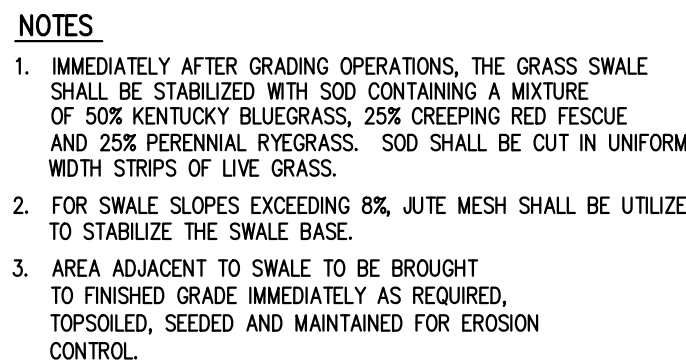 NOTES
1. IMMEDIATELY AFTER GRADING OPERATIONS, THE GRASS SWALE
SHALL BE STABILIZED WITH SOD CONTAINING A MIXTURE
OF 50% KENTUCKY BLUEGRASS, 25% CREEPING RED FESCUE
AND 25% PERENNIAL RYEGRASS. SOD SHALL BE CUT IN UNIFORM
WIDTH STRIPS OF LIVE GRASS.
2. FOR SWALE SLOPES EXCEEDING 8%, JUTE MESH SHALL BE UTILIZE
TO STABILIZE THE SWALE BASE.
3. AREA ADJACENT TO SWALE TO BE BROUGHT
TO FINISHED GRADE IMMEDIATELY AS REQUIRED,
TOPSOILED, SEEDED AND MAINTAINED FOR EROSION
CONTROL.